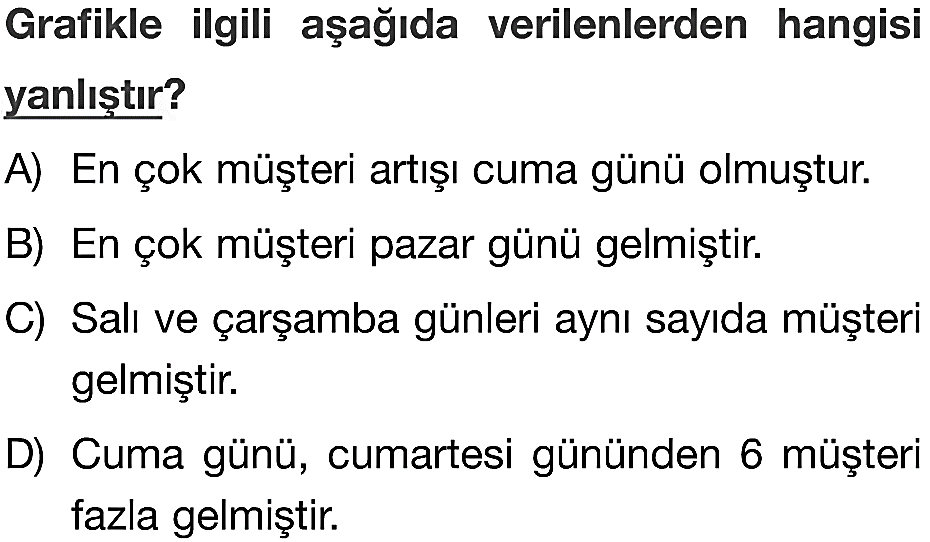 Grafikle ilgili aşağıda verilenlerden hangisi
yanlıştır?
A) En çok müşteri artışı cuma günü olmuştur.
B) En çok müşteri pazar günü gelmiştir.
C) Salı ve çarşamba günleri aynı sayıda müşteri
gelmiştir.
D) Cuma günü, cumartesi gününden 6 müşteri
fazla gelmiştir.